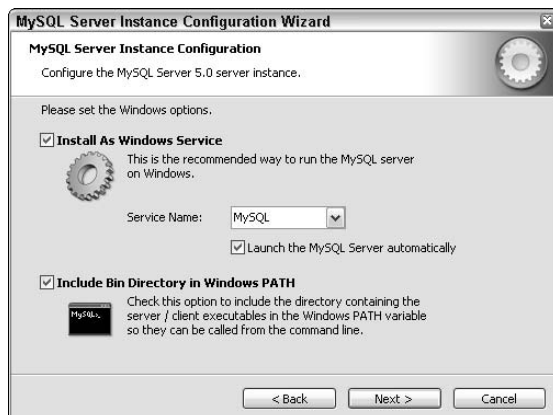 MySQL Server Instance Configuration Wizard
MySQL Server Instance Configuration
Configure the MySQL Server 5.0 server instance.
Please set the Windows options.
Install As Windows Service
This is the recommended way to run the MySQL server
on Windows.
Service Name: MySQL
Launch the MySQL Server automatically
Include Bin Directory in Windows PATH
MySQL>_
Check this option to include the directory containing the
server / client executables in the Windows PATH variable
so they can be called from the command line.
< Back Next > Cancel